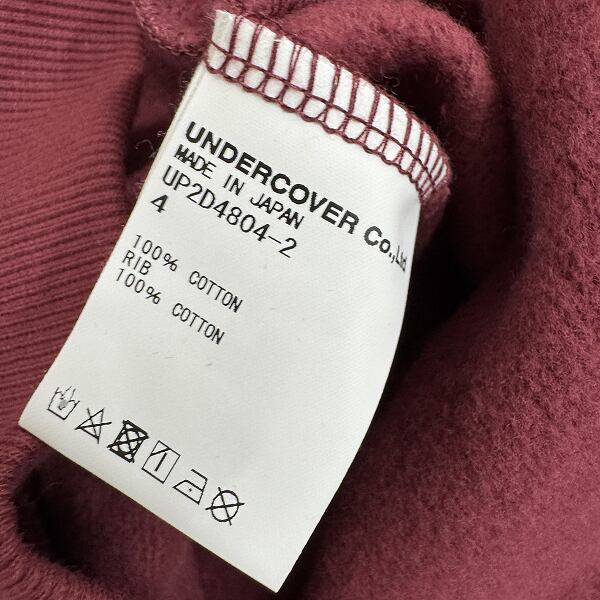 UNDERCOVER Co.,Ltd
MADE IN JAPAN
UP2D4804-2
4
100% COTTON
RIB
100% COTTON